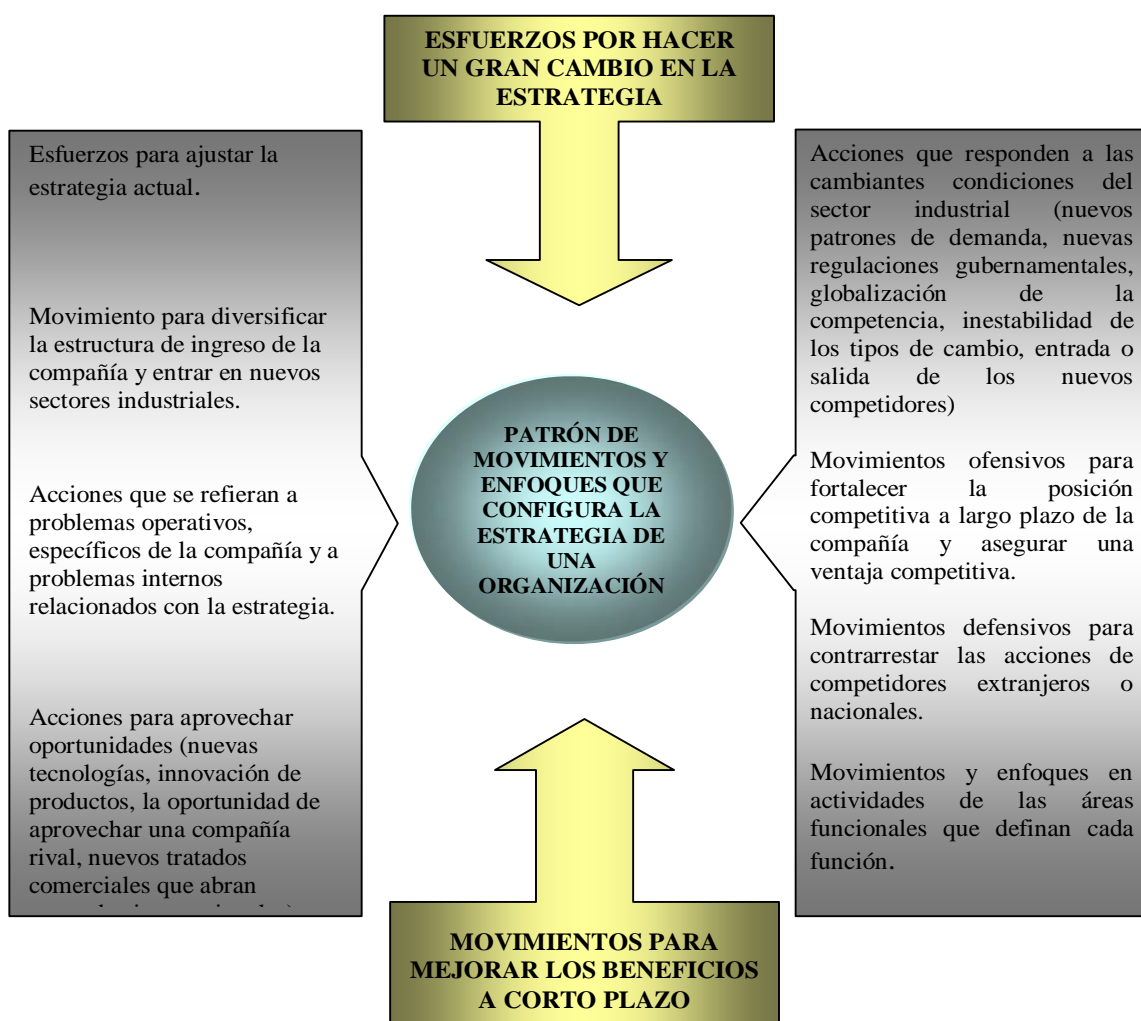 ESFUERZOS POR HACER
UN GRAN CAMBIO EN LA
ESTRATEGIA
Esfuerzos para ajustar la
estrategia actual.
Movimiento para diversificar
la estructura de ingreso de la
compañía y entrar en nuevos
sectores industriales.
Acciones que se refieran a
problemas operativos,
específicos de la compañía y a
problemas internos
relacionados con la estrategia.
Acciones para aprovechar
oportunidades (nuevas
tecnologías, innovación de
productos, la oportunidad de
aprovechar una compañía
rival, nuevos tratados
comerciales que abran
PATRÓN DE
MOVIMIENTOS Y
ENFOQUES QUE
CONFIGURA LA
ESTRATEGIA DE
UNA
ORGANIZACIÓN
Acciones que responden a las
cambiantes condiciones del
sector industrial (nuevos
patrones de demanda, nuevas
regulaciones gubernamentales,
globalización de la
competencia, inestabilidad de
los tipos de cambio, entrada o
salida de los nuevos
competidores)
Movimientos ofensivos para
fortalecer la posición
competitiva a largo plazo de la
compañía y asegurar una
ventaja competitiva.
Movimientos defensivos para
contrarrestar las acciones de
competidores extranjeros o
nacionales.
Movimientos y enfoques en
actividades de las áreas
funcionales que definan cada
función.
MOVIMIENTOS PARA
MEJORAR LOS BENEFICIOS
A CORTO PLAZO